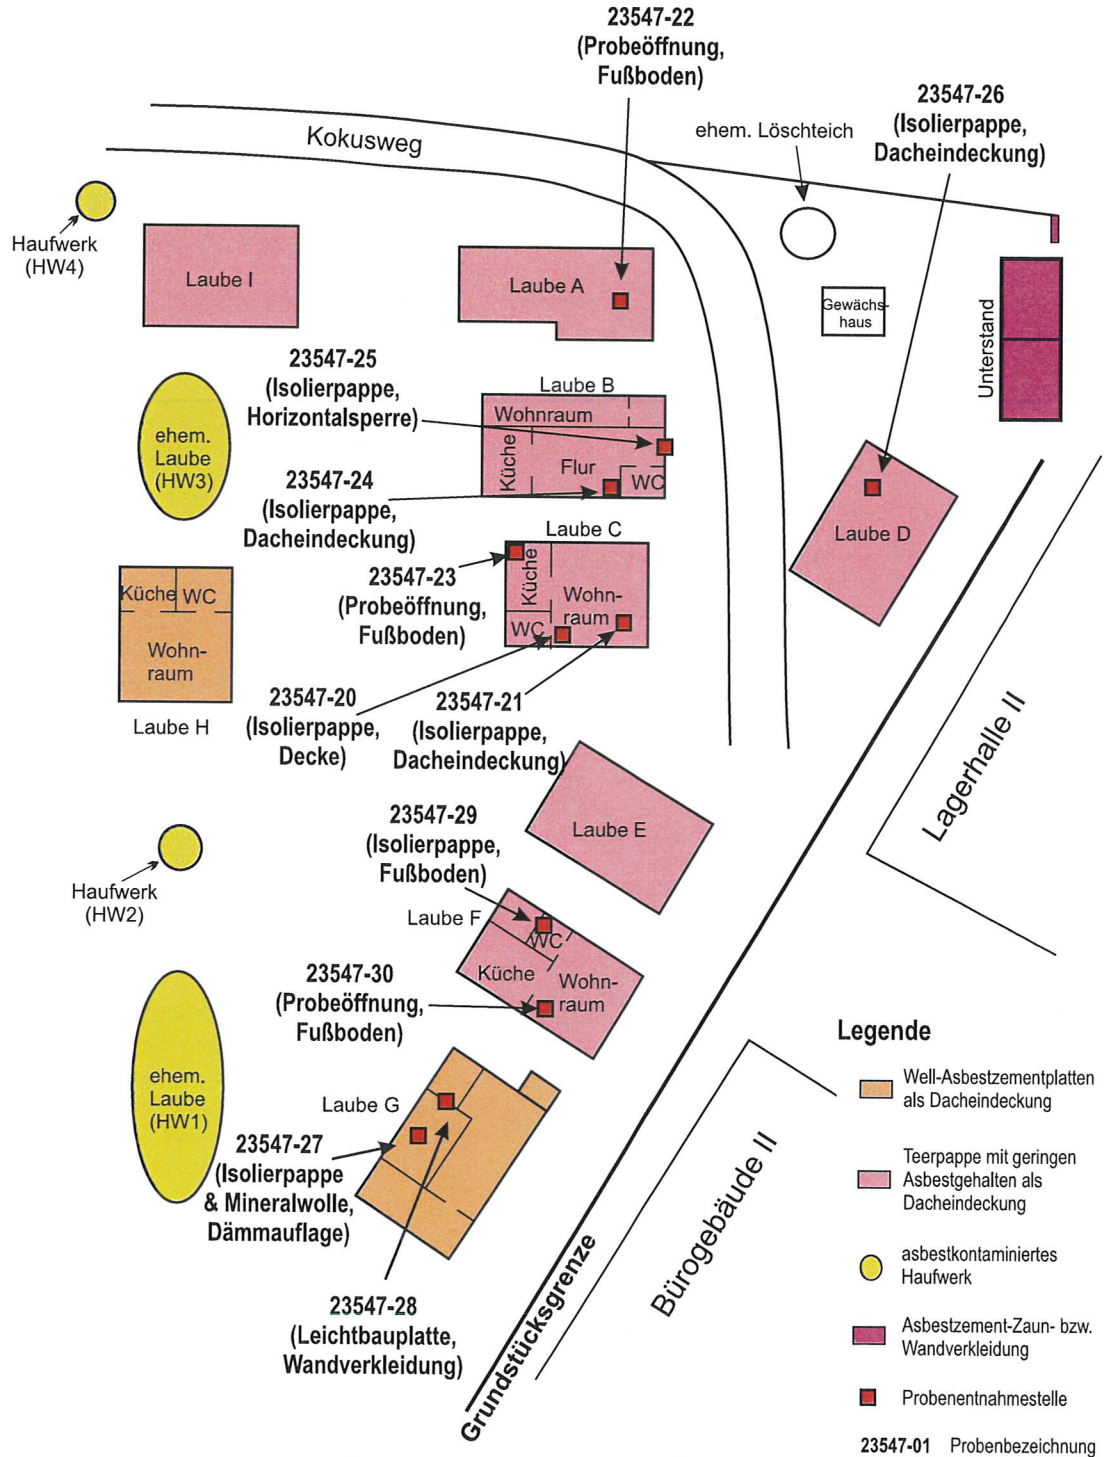 23547-22
(Probeöffnung,
Fußboden)
23547-26
(Isolierpappe,
Dacheindeckung)
ehem. Löschteich
Kokusweg
Haufwerk
(HW4)
Laube I
Laube A
Gewächs-
haus
Unterstand
23547-25
(Isolierpappe,
Horizontalsperre)
Laube B
Wohnraum
Küche
Flur
WC
ehem.
Laube
(HW3)
23547-24
(Isolierpappe,
Dacheindeckung)
Laube D
Laube C
Küche
Wohn-
raum
WC
23547-23
(Probeöffnung,
Fußboden)
Küche
WC
Wohn-
raum
Laube H
23547-20
(Isolierpappe,
Decke)
23547-21
(Isolierpappe,
Dacheindeckung)
Lagerhalle II
Laube E
23547-29
(Isolierpappe,
Fußboden)
Haufwerk
(HW2)
Laube F
WC
Küche
Wohn-
raum
23547-30
(Probeöffnung,
Fußboden)
ehem.
Laube
(HW1)
Laube G
23547-27
(Isolierpappe
& Mineralwolle,
Dämmauflage)
23547-28
(Leichtbauplatte,
Wandverkleidung)
Grundstücksgrenze
Bürogebäude II
Legende
Well-Asbestzementplatten
als Dacheindeckung
Teerpappe mit geringen
Asbestgehalten als
Dacheindeckung
asbestkontaminiertes
Haufwerk
Asbestzement-Zaun- bzw.
Wandverkleidung
Probenentnahmestelle
23547-01 Probenbezeichnung